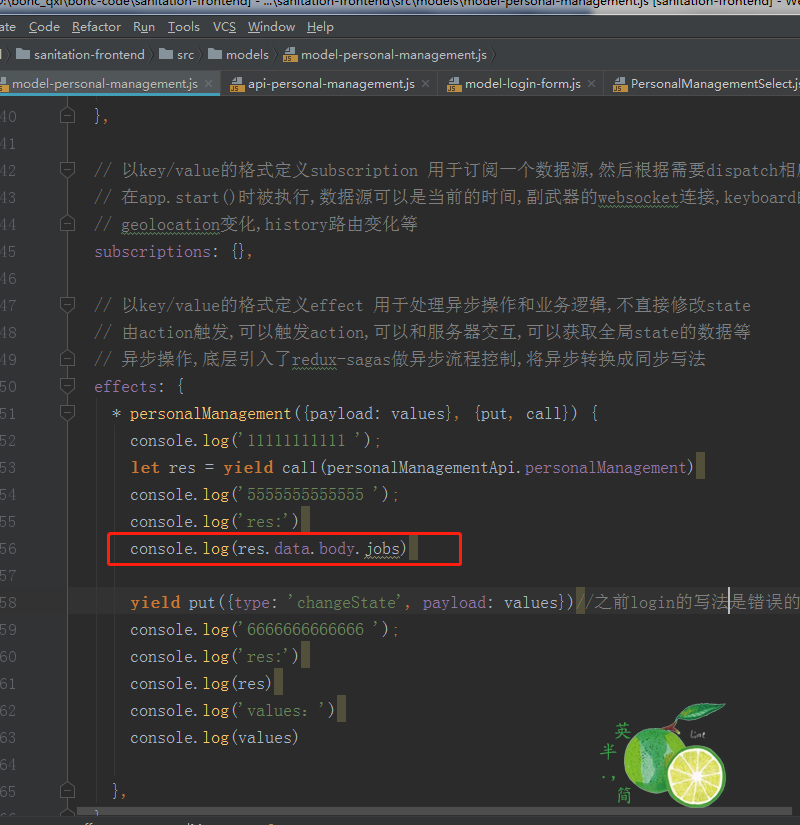 D:\bonc_qxl\bonc-code\sanitation-frontend] - ...\sanitation-frontend\src\models\model-personal-management.js [sanitation-frontend] - We
ate Code Refactor Run Tools VCS Window Help
sanitation-frontend src models model-personal-management.js
model-personal-management.js × api-personal-management.js × model-login-form.js × PersonalManagementSelect.js
40 },
41
42 // 以key/value的格式定义subscription 用于订阅一个数据源,然后根据需要dispatch相应
43 // 在app.start()时被执行,数据源可以是当前的时间,副武器的websocket连接,keyboard
44 // geolocation变化,history路由变化等
45 subscriptions: {},
46
47 // 以key/value的格式定义effect 用于处理异步操作和业务逻辑,不直接修改state
48 // 由action触发,可以触发action,可以和服务器交互,可以获取全局state的数据等
49 // 异步操作,底层引入了redux-sagas做异步流程控制,将异步转换成同步写法
50 effects: {
51 * personalManagement({payload: values}, {put, call}) {
52 console.log('11111111111 ');
53 let res = yield call(personalManagementApi.personalManagement)
54 console.log('5555555555555 ');
55 console.log('res:')
56 console.log(res.data.body.jobs)
57
58 yield put({type: 'changeState', payload: values})//之前login的写法是错误的
59 console.log('6666666666666 ');
60 console.log('res:')
61 console.log(res)
62 console.log('values: ')
63 console.log(values)
64
65 },
英
半
·,
简
Lime